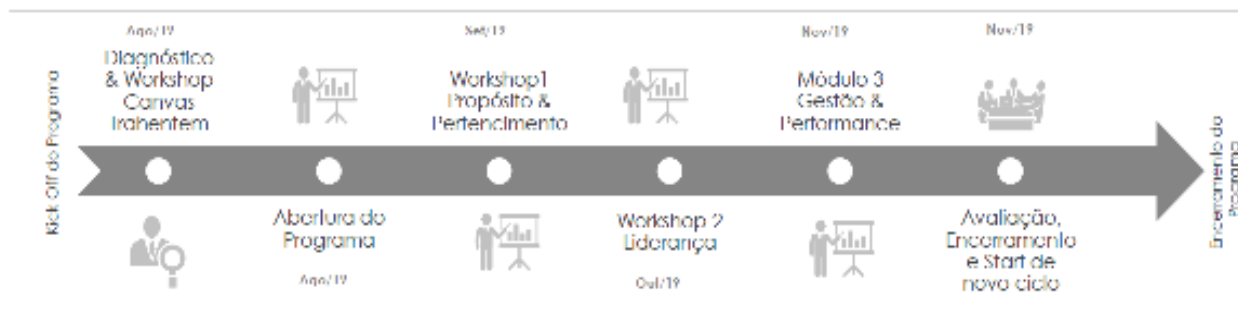 Kick Off do Programa
Ago/19
Diagnóstico
& Workshop
Canvas
Trahentem
Abertura do
Programa
Ago/19
Set/19
Workshop1
Propósito &
Pertencimento
Workshop 2
Liderança
Out/19
Nov/19
Módulo 3
Gestão &
Performance
Nov/19
Avaliação,
Encerramento
e Start de
novo ciclo
Encerramento do
Programa